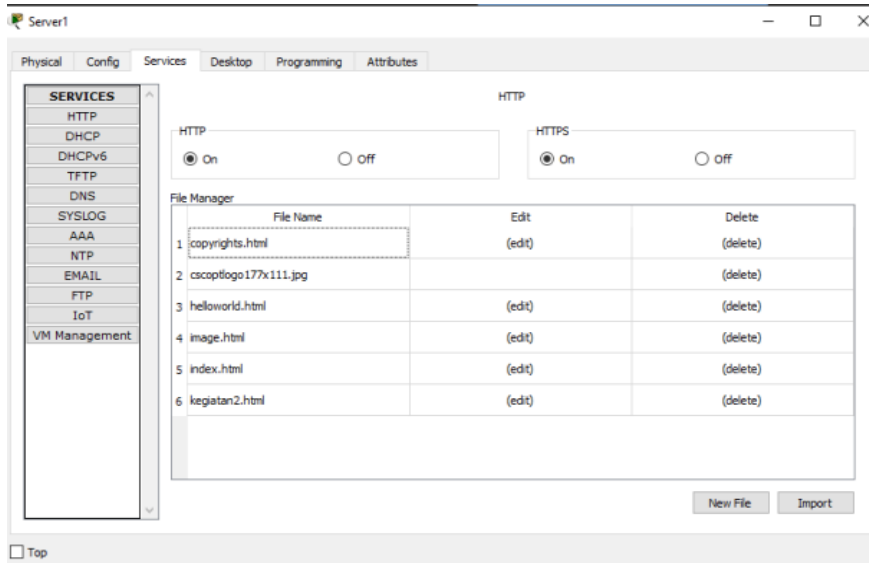 Server1
Physical Config Services Desktop Programming Attributes
SERVICES
HTTP
DHCP
DHCPv6
TFTP
DNS
SYSLOG
AAA
NTP
EMAIL
FTP
IoT
VM Management
HTTP
HTTP
On Off
HTTPS
On Off
File Manager
File Name Edit Delete
1 copyrights.html (edit) (delete)
2 cscoptlogo177x111.jpg (delete)
3 helloworld.html (edit) (delete)
4 image.html (edit) (delete)
5 index.html (edit) (delete)
6 kegiatan2.html (edit) (delete)
New File Import
Top